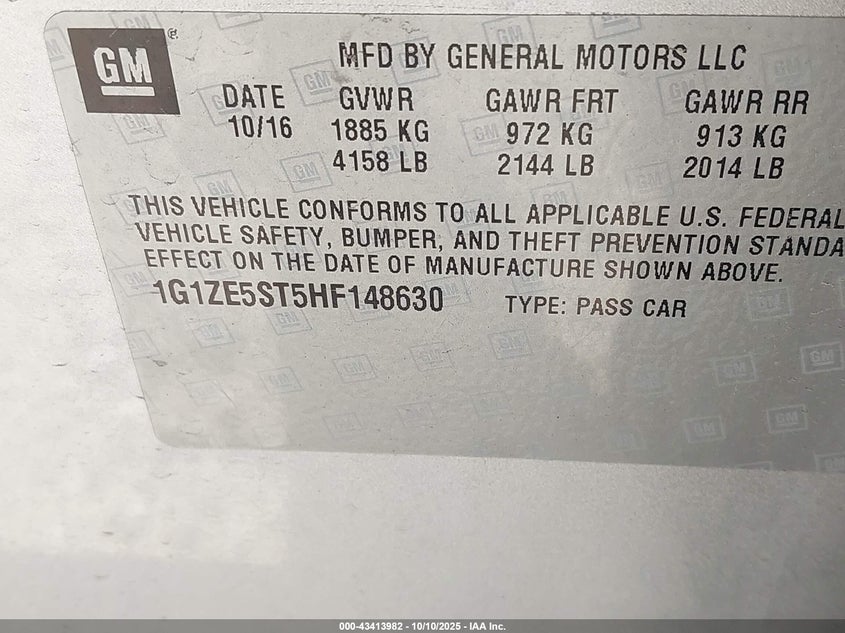 GM
MFD BY GENERAL MOTORS LLC
DATE GVWR GAWR FRT GAWR RR
10/16 1885 KG 972 KG 913 KG
4158 LB 2144 LB 2014 LB
THIS VEHICLE CONFORMS TO ALL APPLICABLE U.S. FEDERAL
VEHICLE SAFETY, BUMPER, AND THEFT PREVENTION STANDA
EFFECT ON THE DATE OF MANUFACTURE SHOWN ABOVE.
1G1ZE5ST5HF148630 TYPE: PASS CAR
000-43413982 - 10/10/2025 - IAA Inc.